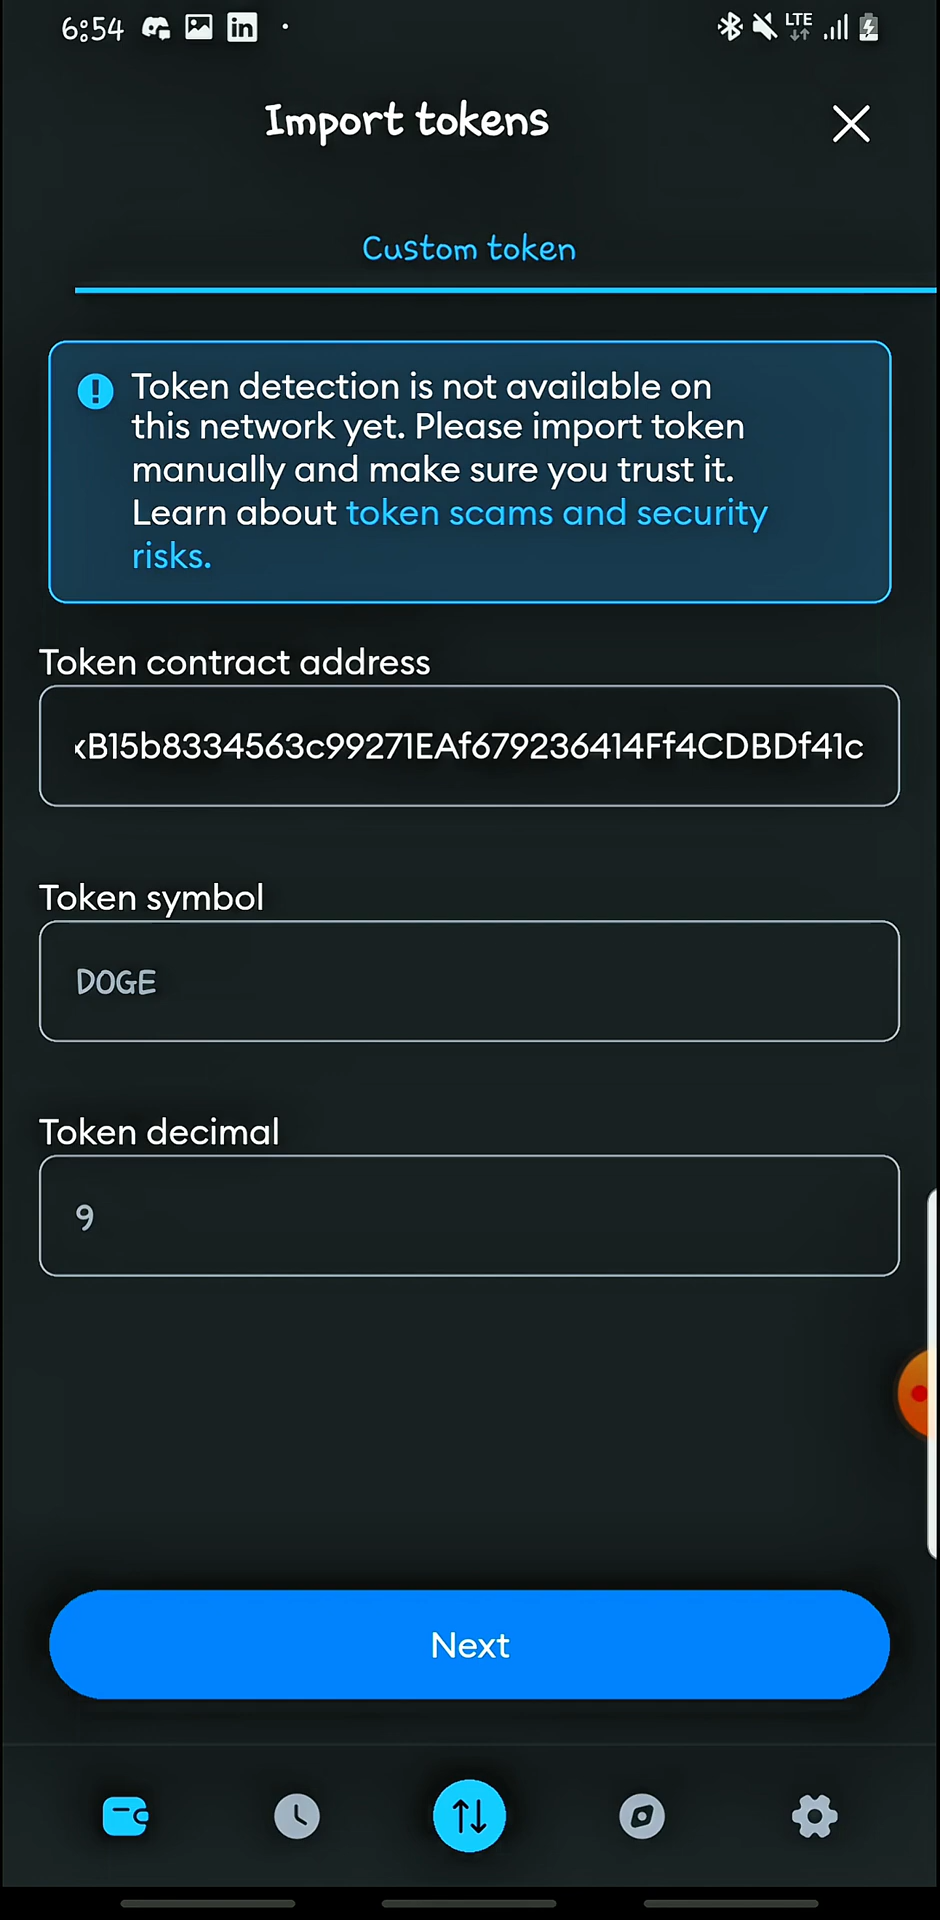 6:54
LTE
Import tokens
Custom token
Token detection is not available on
this network yet. Please import token
manually and make sure you trust it.
Learn about token scams and security
risks.
Token contract address
xB15b8334563c99271EAf679236414Ff4CDBDf41c
Token symbol
DOGE
Token decimal
9
Next